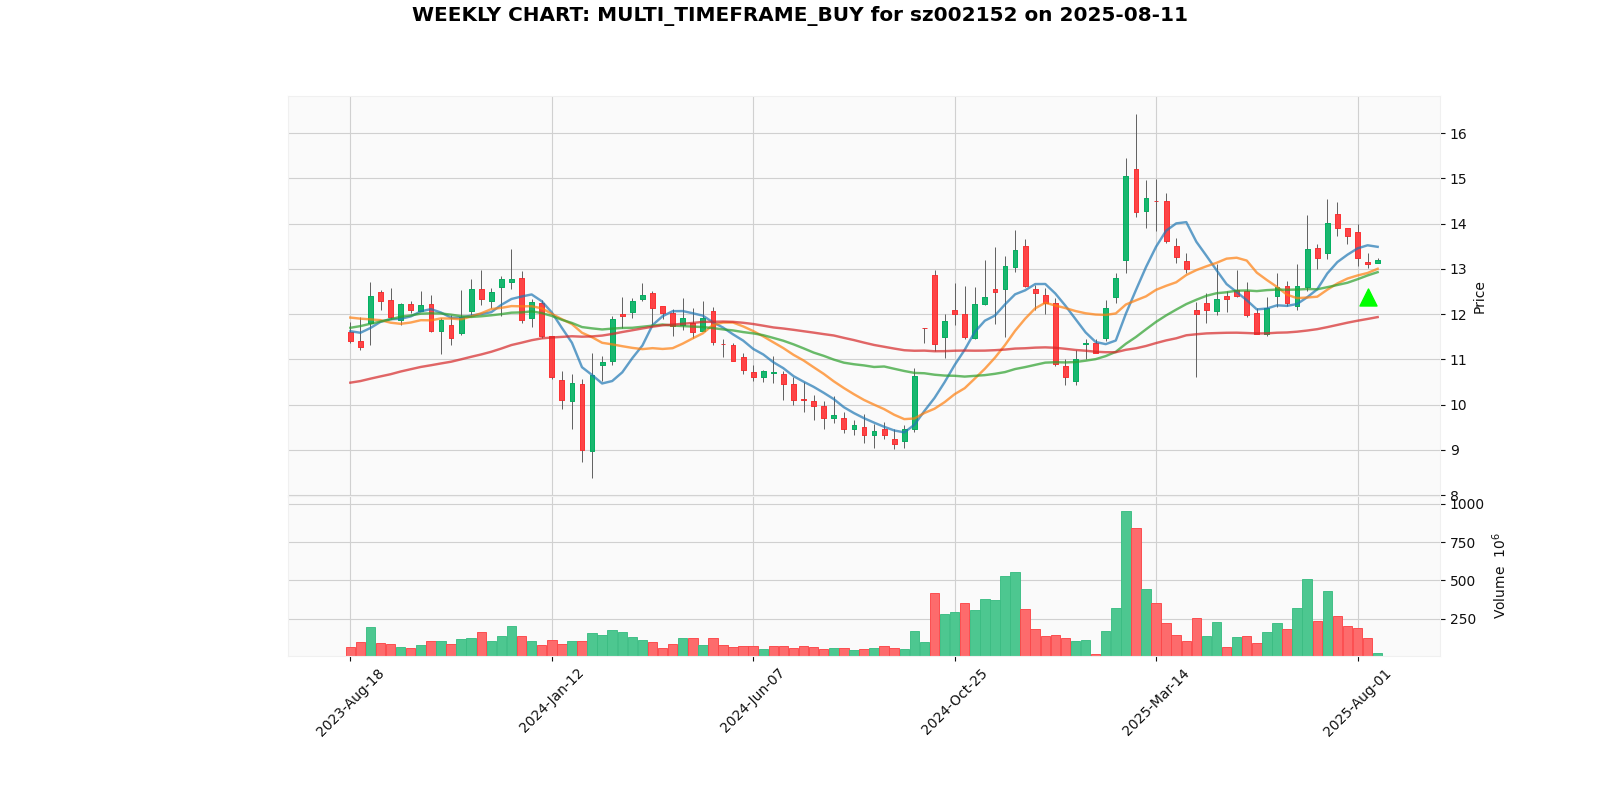 WEEKLY CHART: MULTI_TIMEFRAME_BUY for sz002152 on 2025-08-11
16
15
14
13
12
11
10
9
8
Price
1000
750
500
250
Volume 10^6
2023-Aug-18
2024-Jan-12
2024-Jun-07
2024-Oct-25
2025-Mar-14
2025-Aug-01